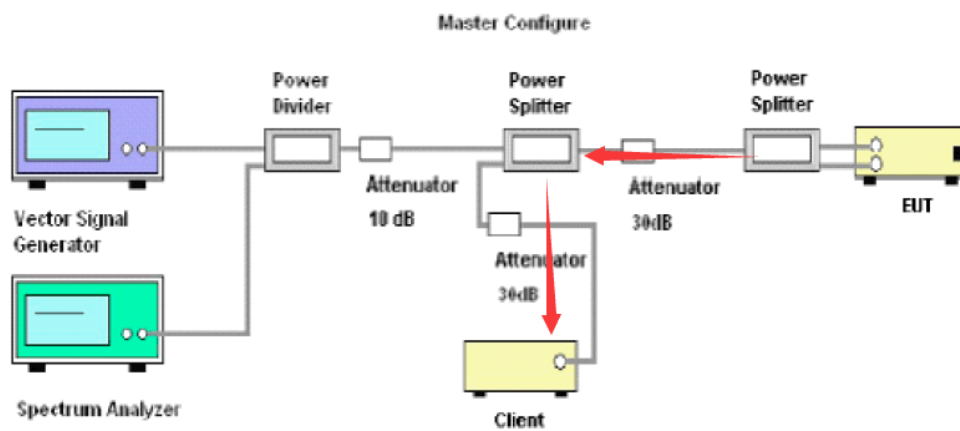 Master Configure
Power
Divider
Power
Splitter
Power
Splitter
Attenuator
10 dB
Attenuator
30dB
EUT
Vector Signal
Generator
Attenuator
30dB
Spectrum Analyzer
Client